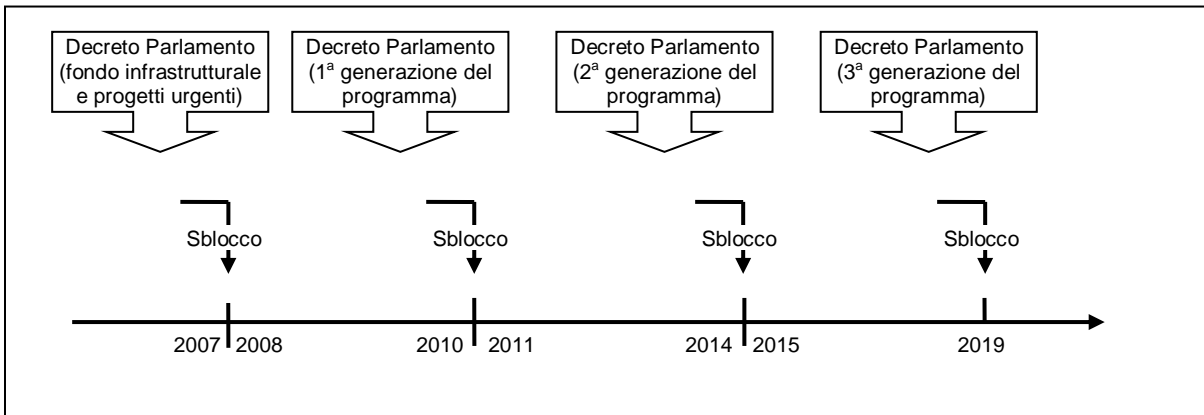 Decreto Parlamento
(fondo infrastrutturale
e progetti urgenti)
Decreto Parlamento
(1ª generazione del
programma)
Decreto Parlamento
(2ª generazione del
programma)
Decreto Parlamento
(3ª generazione del
programma)
Sblocco
Sblocco
Sblocco
Sblocco
2007 2008
2010 2011
2014 2015
2019